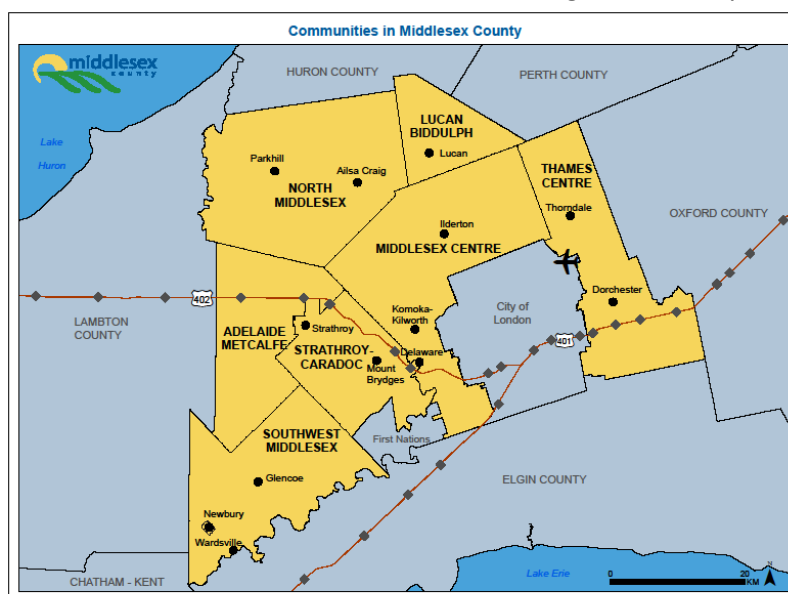 Communities in Middlesex County
middlesex
county
HURON COUNTY
PERTH COUNTY
LUCAN
BIDDULPH
Lake
Huron
Lucan
Parkhill
Ailsa Craig
THAMES
CENTRE
NORTH
MIDDLESEX
Thorndale
OXFORD COUNTY
Ilderton
MIDDLESEX CENTRE
Dorchester
402
Komoka-
Kilworth
City of
London
LAMBTON
COUNTY
ADELAIDE
METCALFE
Strathroy
401
STRATHROY-
CARADOC
Delaware
Mount
Brydges
SOUTHWEST
MIDDLESEX
First Nations
Glencoe
ELGIN COUNTY
Newbury
Wardsville
CHATHAM - KENT
Lake Erie
0
20
KM
N